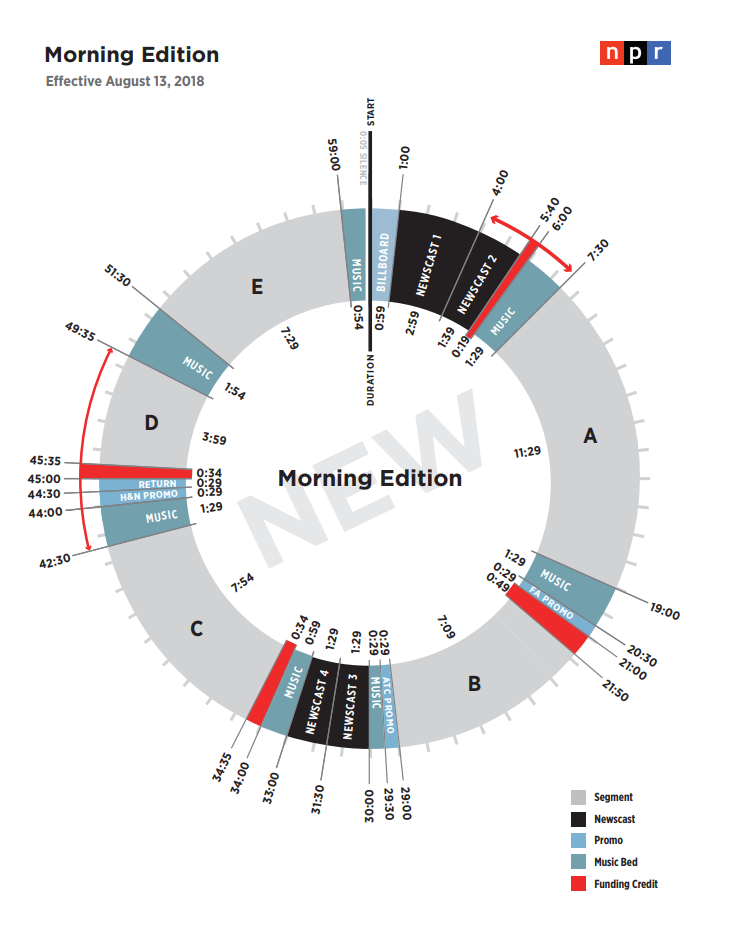 Morning Edition
Effective August 13, 2018
npr
START
0:05 SILENCE
DURATION
BILLBOARD
0:59
1:00
NEWSCAST 1
2:59
4:00
NEWSCAST 2
1:39
5:40
0:19
6:00
MUSIC
1:29
7:30
A
11:29
19:00
MUSIC
1:29
20:30
FA PROMO
0:29
21:00
0:49
21:50
B
7:09
29:00
ATC PROMO
0:29
29:30
MUSIC
0:29
30:00
NEWSCAST 3
1:29
31:30
NEWSCAST 4
1:29
33:00
MUSIC
0:59
34:00
0:34
34:35
C
7:54
42:30
MUSIC
1:29
44:00
H&N PROMO
0:29
44:30
RETURN
0:29
45:00
0:34
45:35
D
3:59
49:35
MUSIC
1:54
51:30
E
7:29
59:00
MUSIC
0:54
NEW
Morning Edition
Segment
Newscast
Promo
Music Bed
Funding Credit